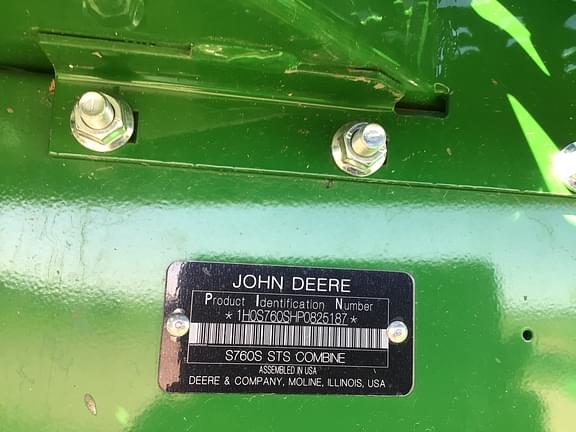 JOHN DEERE
Product Identification Number
*1H0S760SHP0825187*
S760S STS COMBINE
ASSEMBLED IN USA
DEERE & COMPANY, MOLINE, ILLINOIS, USA